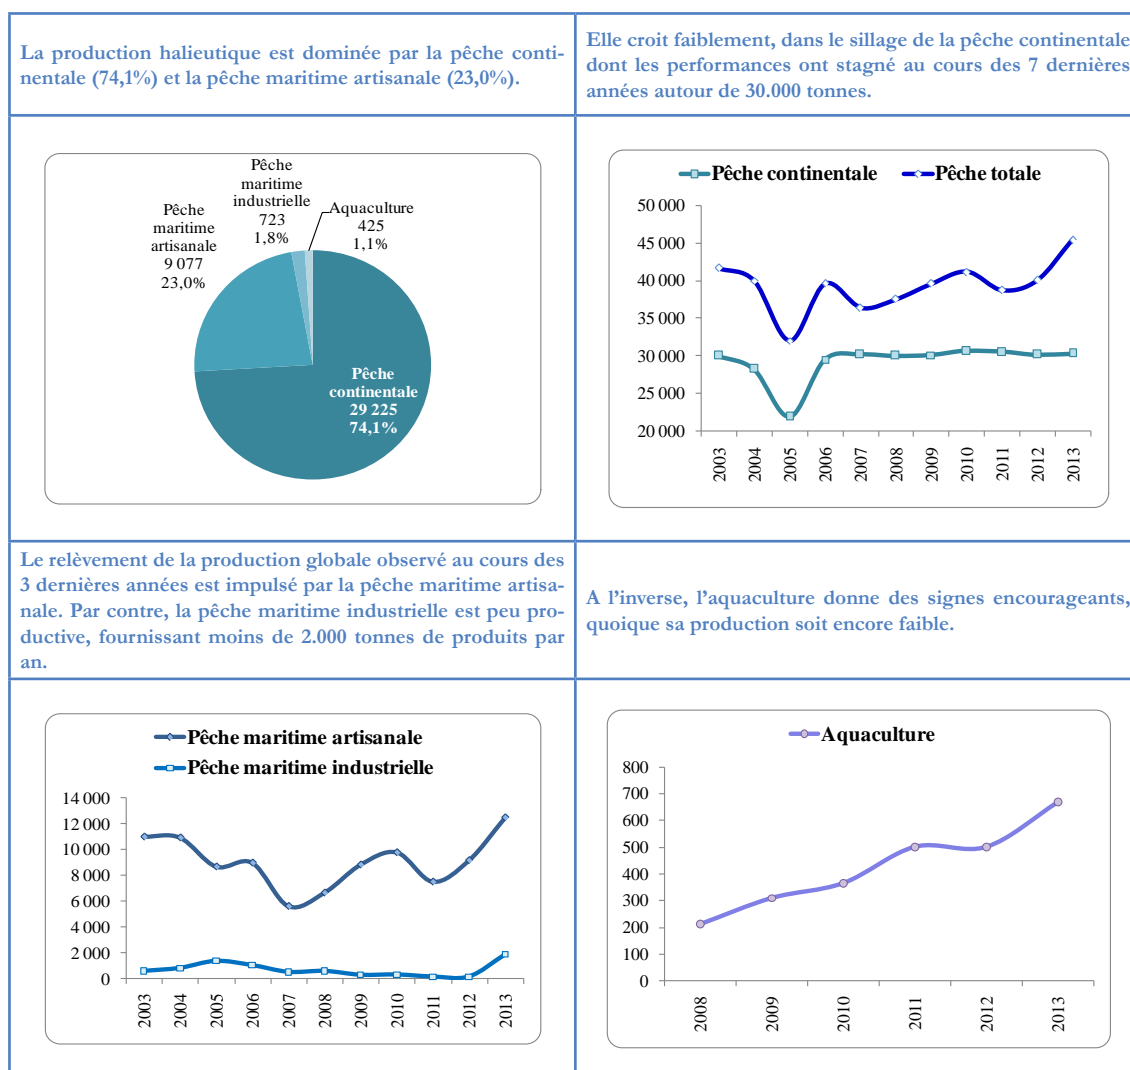 La production halieutique est dominée par la pêche conti-
nentale (74,1%) et la pêche maritime artisanale (23,0%).
Elle croit faiblement, dans le sillage de la pêche continentale
dont les performances ont stagné au cours des 7 dernières
années autour de 30.000 tonnes.
Pêche
maritime
industrielle
723
1,8%
Aquaculture
425
1,1%
Pêche
maritime
artisanale
9 077
23,0%
Pêche
continentale
29 225
74,1%
Pêche continentale
Pêche totale
50 000
45 000
40 000
35 000
30 000
25 000
20 000
2003
2004
2005
2006
2007
2008
2009
2010
2011
2012
2013
Le relèvement de la production globale observé au cours des
3 dernières années est impulsé par la pêche maritime artisa-
nale. Par contre, la pêche maritime industrielle est peu pro-
ductive, fournissant moins de 2.000 tonnes de produits par
an.
A l’inverse, l’aquaculture donne des signes encourageants,
quoique sa production soit encore faible.
Pêche maritime artisanale
Pêche maritime industrielle
14 000
12 000
10 000
8 000
6 000
4 000
2 000
0
2003
2004
2005
2006
2007
2008
2009
2010
2011
2012
2013
Aquaculture
800
700
600
500
400
300
200
100
0
2008
2009
2010
2011
2012
2013